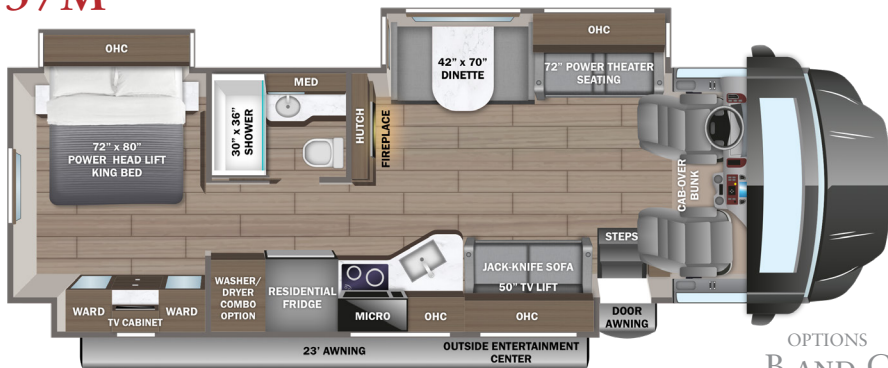 37M
OHC
72" x 80"
POWER HEAD LIFT
KING BED
30" x 36"
SHOWER
MED
HUTCH
FIREPLACE
42" x 70"
DINETTE
OHC
72" POWER THEATER
SEATING
CAB-OVER
BUNK
STEPS
WARD
TV CABINET
WARD
WASHER/
DRYER
COMBO
OPTION
RESIDENTIAL
FRIDGE
MICRO
OHC
JACK-KNIFE SOFA
50" TV LIFT
OHC
DOOR
AWNING
23' AWNING
OUTSIDE ENTERTAINMENT
CENTER
OPTIONS
B AND C